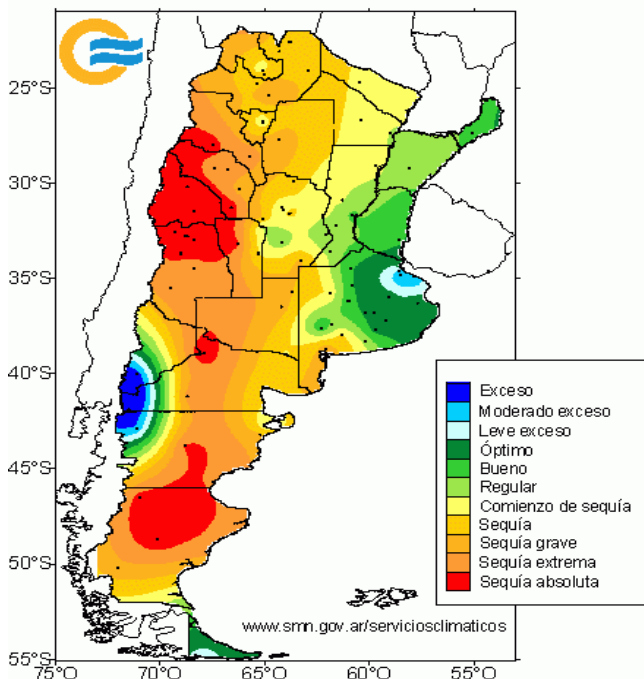 25°S
30°S
35°S
40°S
45°S
50°S
55°S
75°O
70°O
65°O
60°O
55°O
Exceso
Moderado exceso
Leve exceso
Óptimo
Bueno
Regular
Comienzo de sequía
Sequía
Sequía grave
Sequía extrema
Sequía absoluta
www.smn.gov.ar/serviciosclimaticos